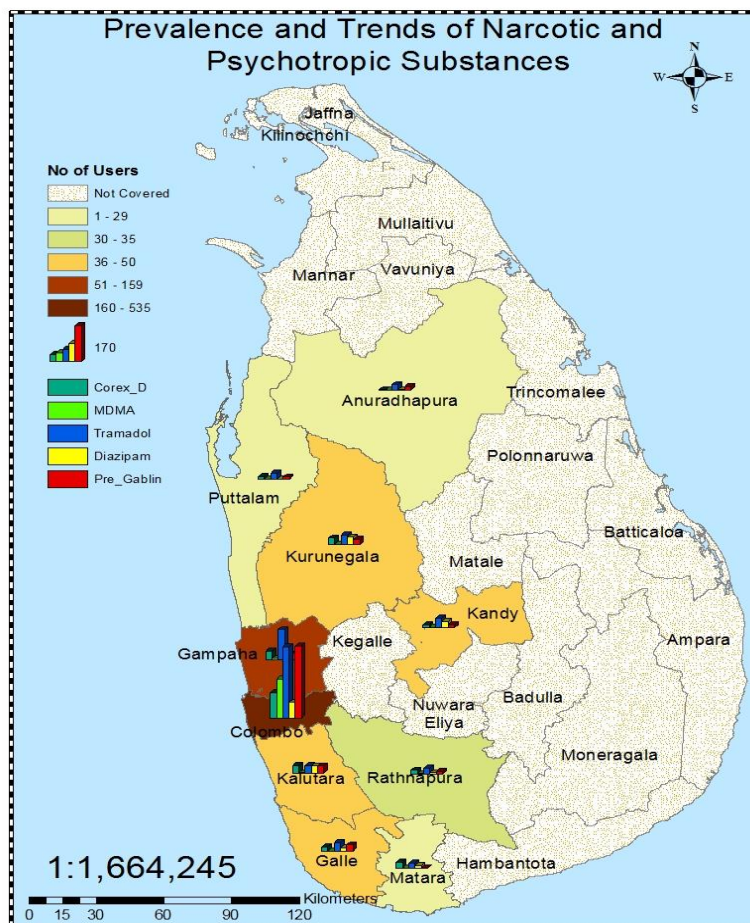 Prevalence and Trends of Narcotic and
Psychotropic Substances
N
W E
S
Jaffna
Kilinochchi
No of Users
Not Covered
1 - 29
30 - 35
36 - 50
51 - 159
160 - 535
170
Corex_D
MDMA
Tramadol
Diazipam
Pre_Gablin
Mullaitivu
Mannar
Vavuniya
Anuradhapura
Trincomalee
Polonnaruwa
Puttalam
Batticaloa
Kurunegala
Matale
Kandy
Gampaha
Kegalle
Ampara
Nuwara
Eliya
Badulla
Colombo
Moneragala
Kalutara
Rathnapura
Galle
Matara
Hambantota
1:1,664,245
Kilometers
0 15 30 60 90 120